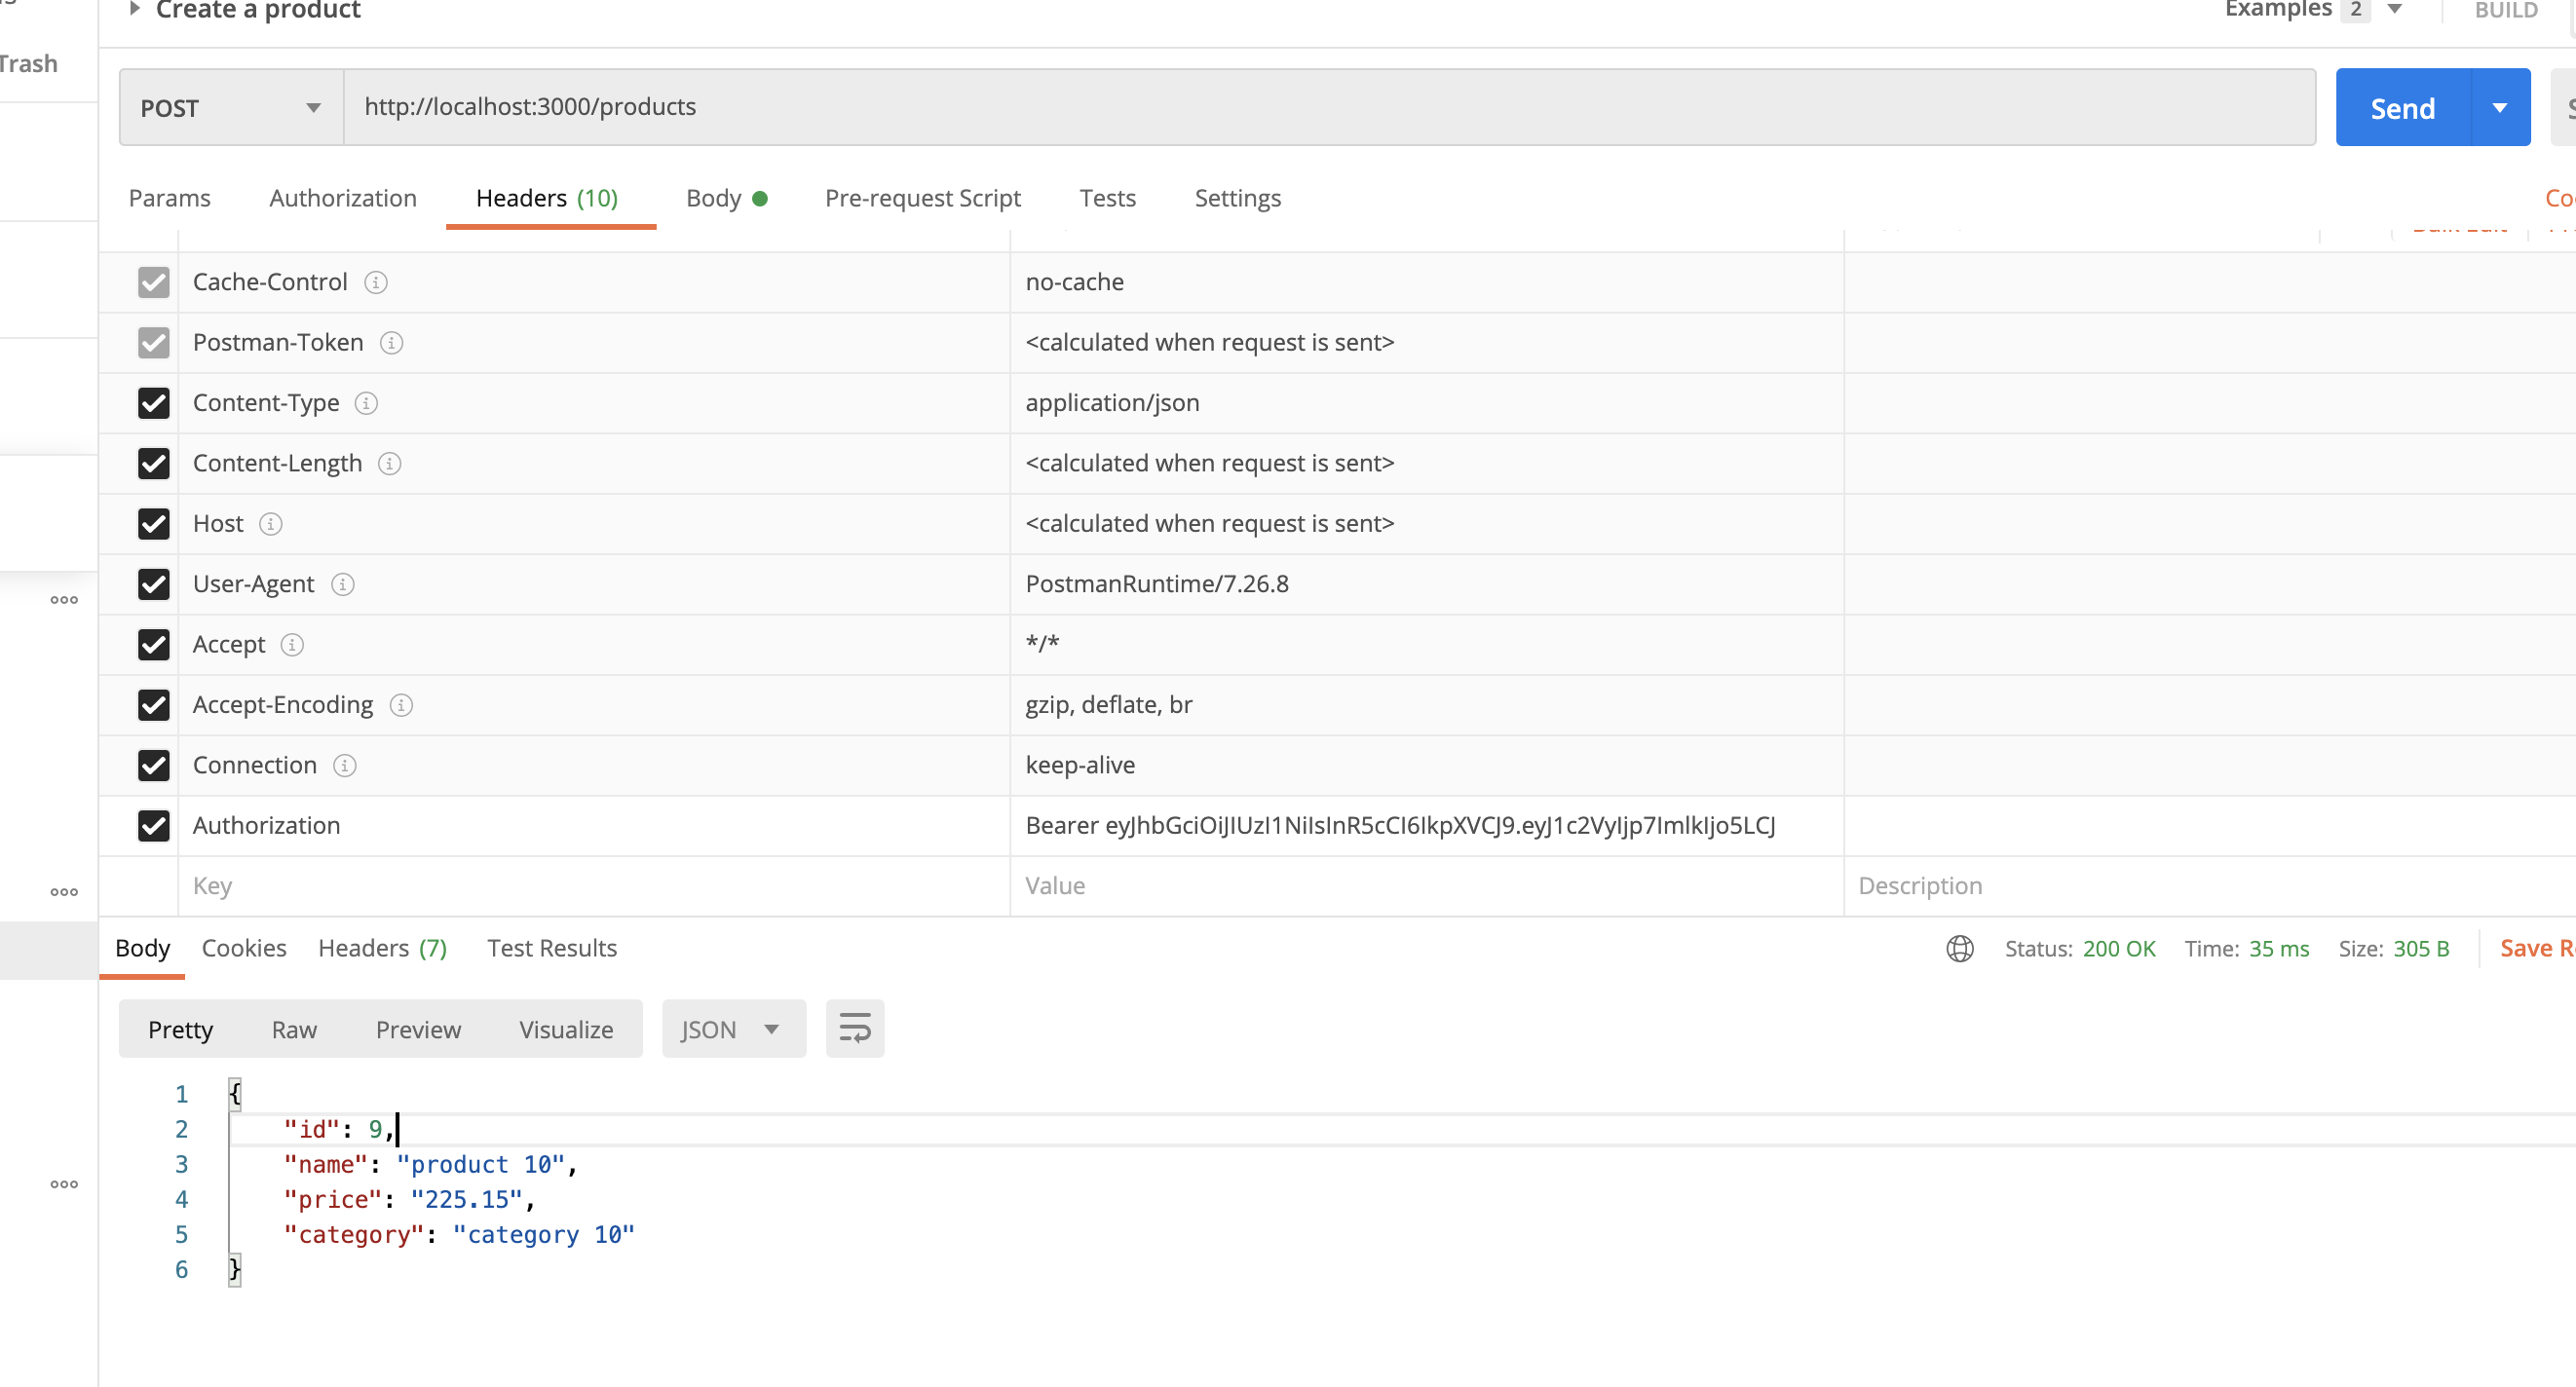 Create a product
Examples 2
BUILD
Trash
POST
http://localhost:3000/products
Send
Params
Authorization
Headers (10)
Body
Pre-request Script
Tests
Settings
Cache-Control
no-cache
Postman-Token
<calculated when request is sent>
Content-Type
application/json
Content-Length
<calculated when request is sent>
Host
<calculated when request is sent>
User-Agent
PostmanRuntime/7.26.8
Accept
*/*
Accept-Encoding
gzip, deflate, br
Connection
keep-alive
Authorization
Bearer eyJhbGciOiJIUzI1NiIsInR5cCI6IkpXVCJ9.eyJ1c2VyIjp7ImlkIjo5LCJ
Key
Value
Description
Body
Cookies
Headers (7)
Test Results
Status: 200 OK
Time: 35 ms
Size: 305 B
Save
Pretty
Raw
Preview
Visualize
JSON
1 {
2 "id": 9,
3 "name": "product 10",
4 "price": "225.15",
5 "category": "category 10"
6 }